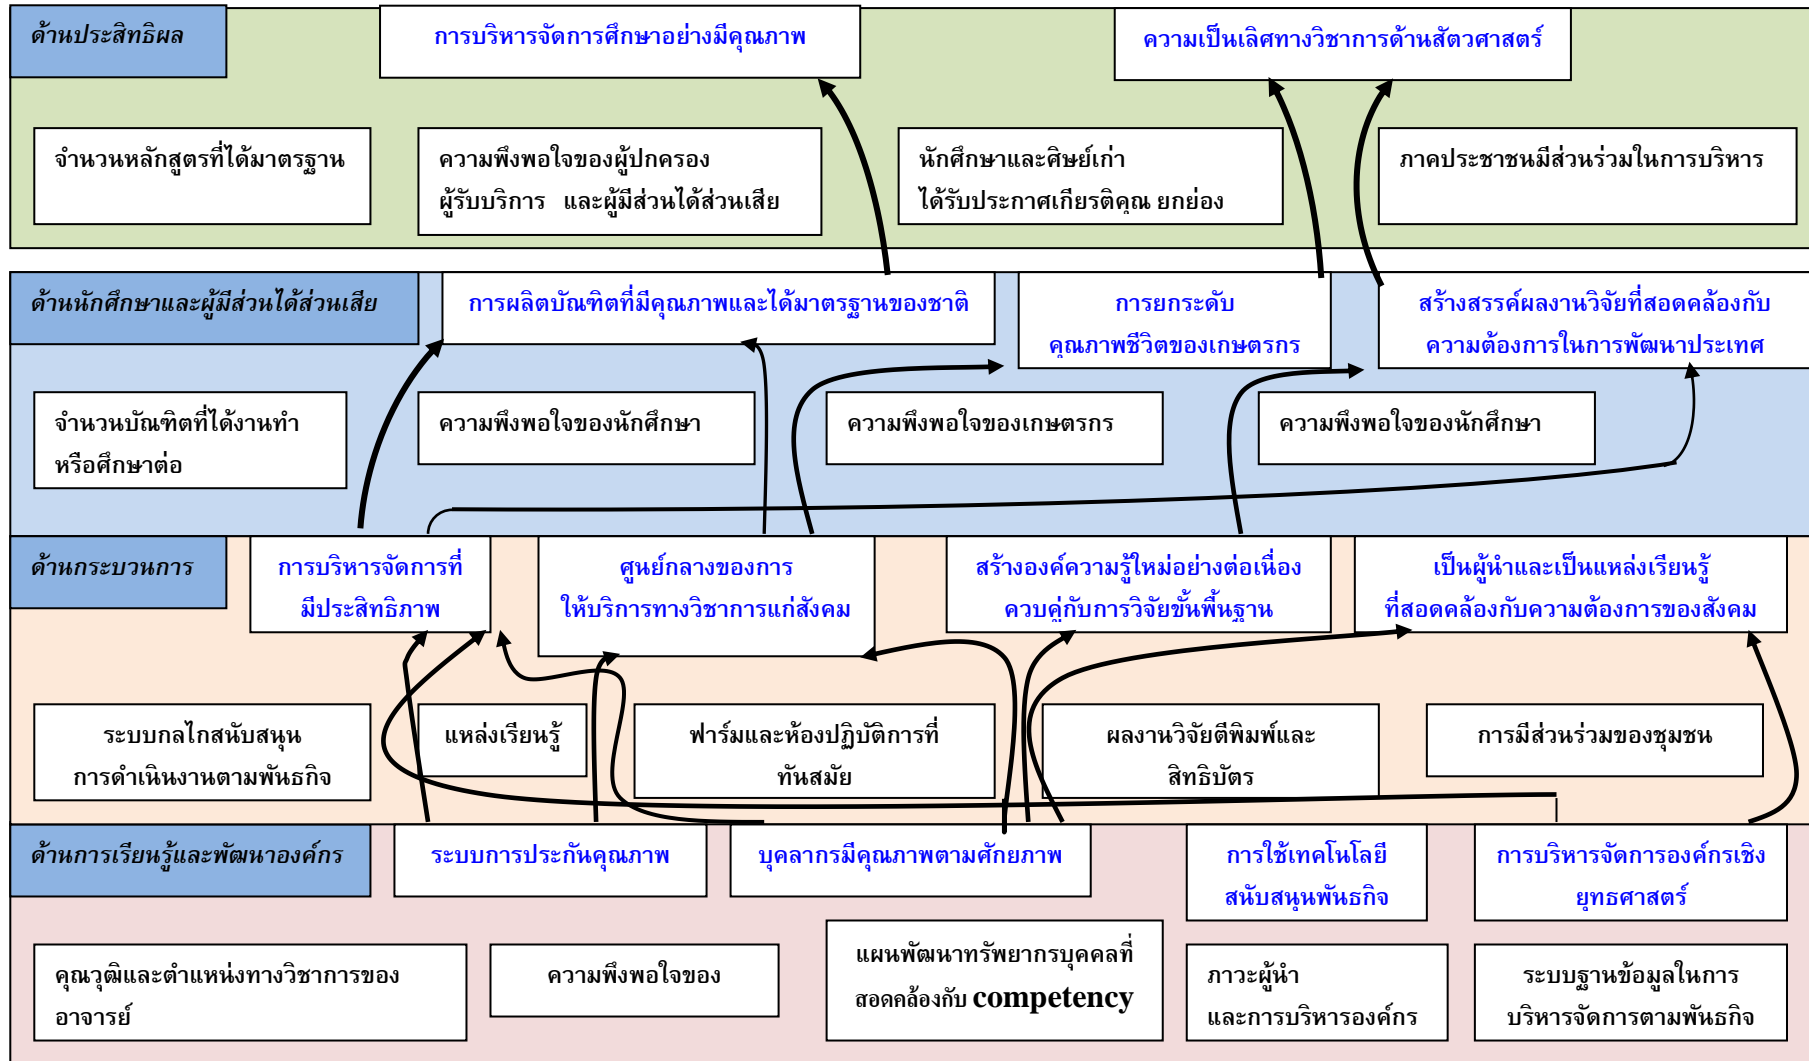 ด้านประสิทธิผล
การบริหารจัดการศึกษาอย่างมีคุณภาพ
ความเป็นเลิศทางวิชาการด้านสัตวศาสตร์
จำนวนหลักสูตรที่ได้มาตรฐาน
ความพึงพอใจของผู้ปกครอง
ผู้รับบริการ และผู้มีส่วนได้ส่วนเสีย
นักศึกษาและศิษย์เก่า
ได้รับประกาศเกียรติคุณ ยกย่อง
ภาคประชาชนมีส่วนร่วมในการบริหาร
ด้านนักศึกษาและผู้มีส่วนได้ส่วนเสีย
การผลิตบัณฑิตที่มีคุณภาพและได้มาตรฐานของชาติ
การยกระดับ
คุณภาพชีวิตของเกษตรกร
สร้างสรรค์ผลงานวิจัยที่สอดคล้องกับ
ความต้องการในการพัฒนาประเทศ
จำนวนบัณฑิตที่ได้งานทำ
หรือศึกษาต่อ
ความพึงพอใจของนักศึกษา
ความพึงพอใจของเกษตรกร
ความพึงพอใจของนักศึกษา
ด้านกระบวนการ
การบริหารจัดการที่
มีประสิทธิภาพ
ศูนย์กลางของการ
ให้บริการทางวิชาการแก่สังคม
สร้างองค์ความรู้ใหม่อย่างต่อเนื่อง
ควบคู่กับการวิจัยขั้นพื้นฐาน
เป็นผู้นำและเป็นแหล่งเรียนรู้
ที่สอดคล้องกับความต้องการของสังคม
ระบบกลไกสนับสนุน
การดำเนินงานตามพันธกิจ
แหล่งเรียนรู้
ฟาร์มและห้องปฏิบัติการที่
ทันสมัย
ผลงานวิจัยตีพิมพ์และ
สิทธิบัตร
การมีส่วนร่วมของชุมชน
ด้านการเรียนรู้และพัฒนาองค์กร
ระบบการประกันคุณภาพ
บุคลากรมีคุณภาพตามศักยภาพ
การใช้เทคโนโลยี
สนับสนุนพันธกิจ
การบริหารจัดการองค์กรเชิง
ยุทธศาสตร์
คุณวุฒิและตำแหน่งทางวิชาการของ
อาจารย์
ความพึงพอใจของ
แผนพัฒนาทรัพยากรบุคคลที่
สอดคล้องกับ competency
ภาวะผู้นำ
และการบริหารองค์กร
ระบบฐานข้อมูลในการ
บริหารจัดการตามพันธกิจ